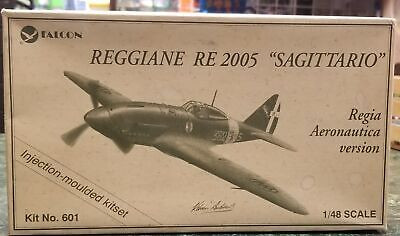 FALCON
REGGIANE RE 2005 "SAGITTARIO"
Regia
Aeronautica
version
Injection-moulded kitset
Kit No. 601
1/48 SCALE